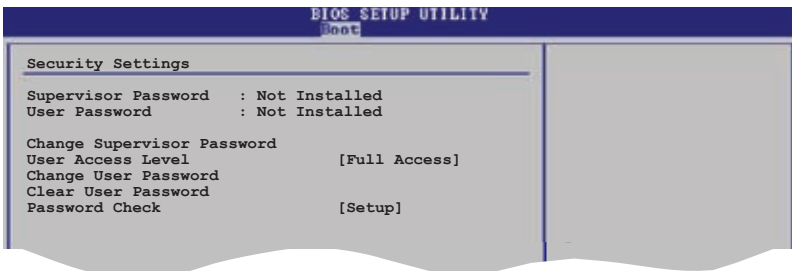 BIOS SETUP UTILITY
Boot
Security Settings
Supervisor Password : Not Installed
User Password : Not Installed
Change Supervisor Password
User Access Level [Full Access]
Change User Password
Clear User Password
Password Check [Setup]